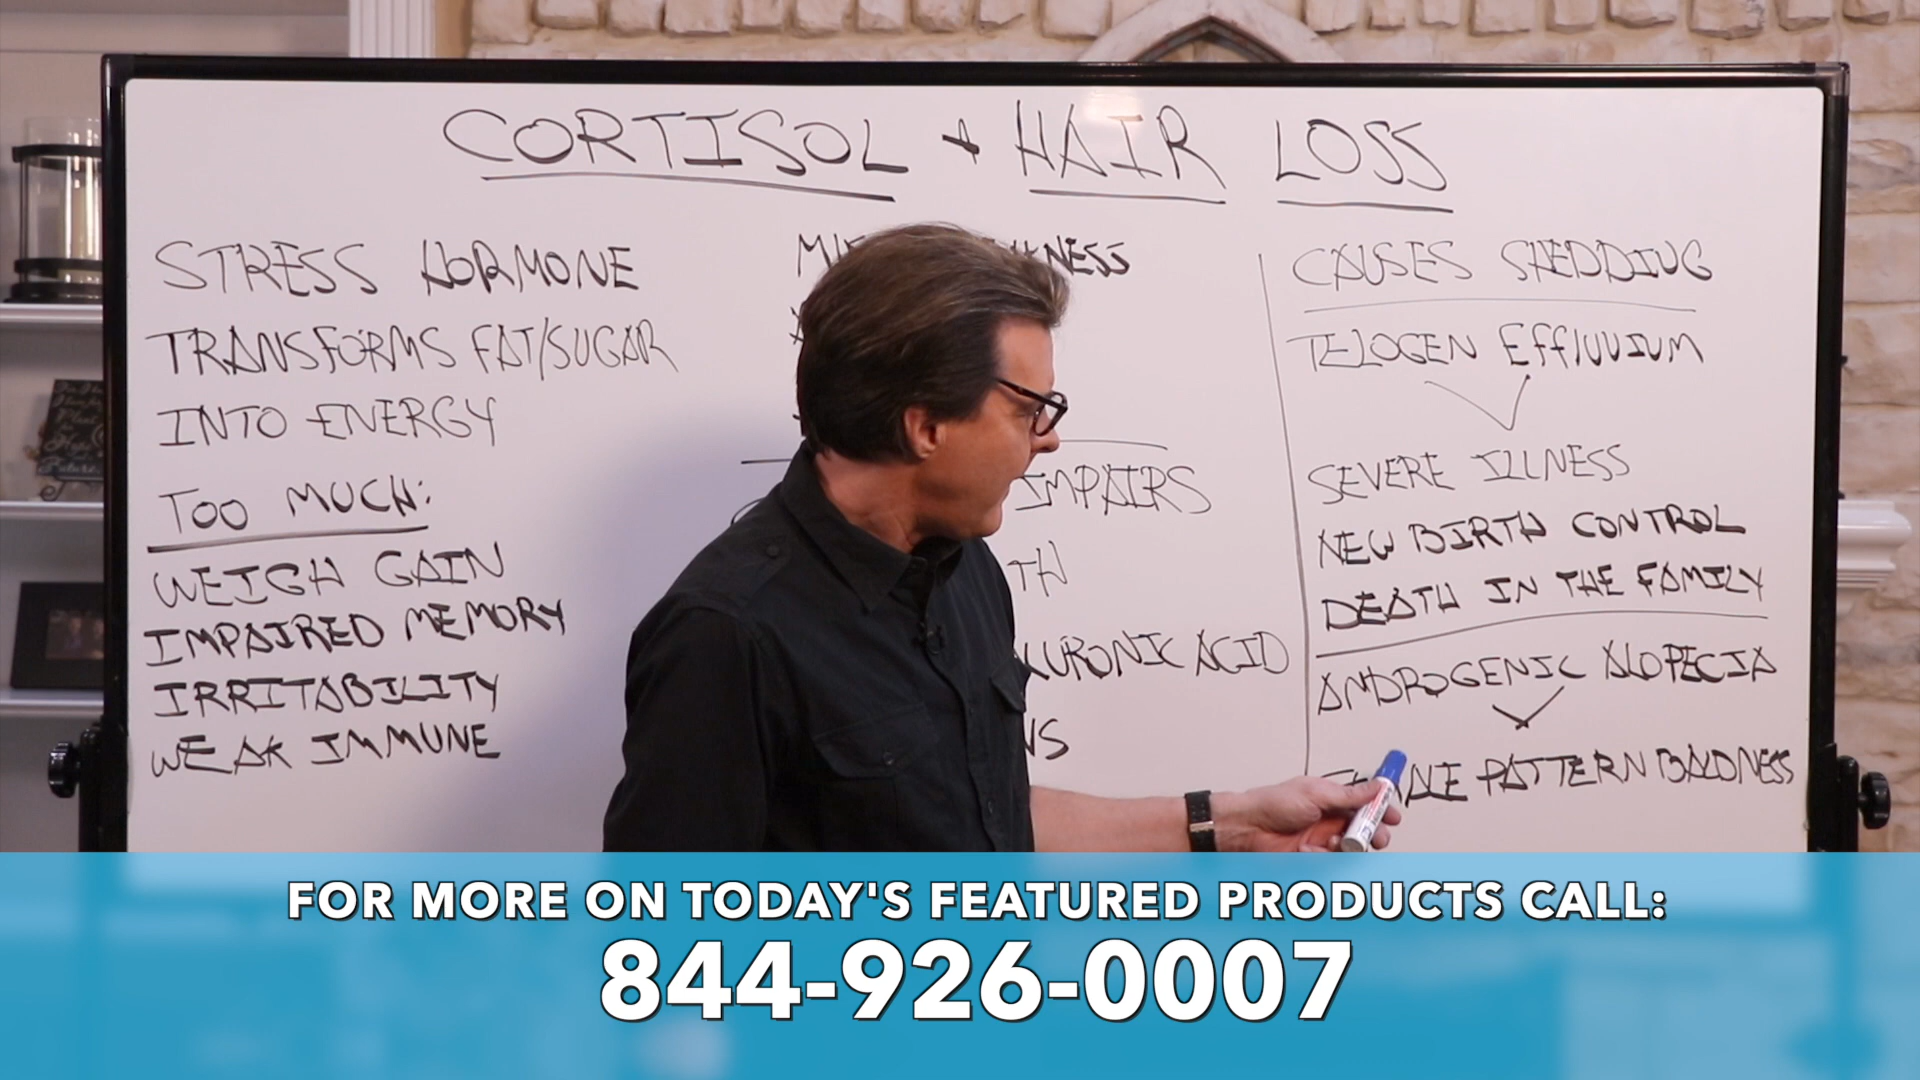 CORTISOL + HAIR LOSS
STRESS HORMONE
TRANSFORMS FAT/SUGAR
INTO ENERGY
TOO MUCH:
WEIGH GAIN
IMPAIRED MEMORY
IRRITABILITY
WEAK IMMUNE
IMPAIRS
ACID
CAUSES SHEDDING
TELOGEN EFFLUVIUM
SEVERE ILLNESS
NEW BIRTH CONTROL
DEATH IN THE FAMILY
ANDROGENIC ALOPECIA
PATTERN BALDNESS
FOR MORE ON TODAY'S FEATURED PRODUCTS CALL:
844-926-0007